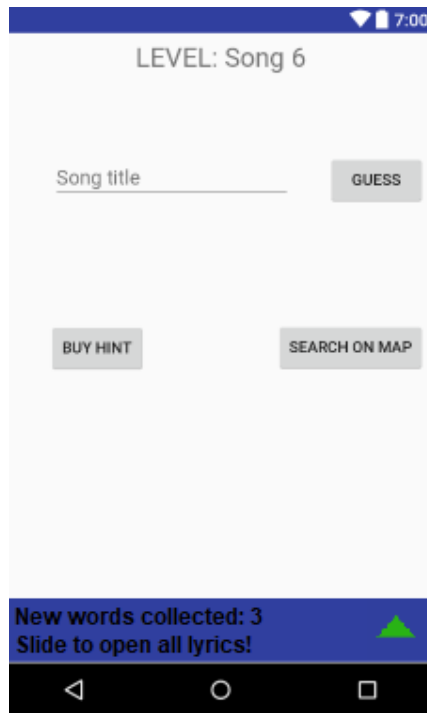 7:00
LEVEL: Song 6
Song title
GUESS
BUY HINT
SEARCH ON MAP
New words collected: 3
Slide to open all lyrics!